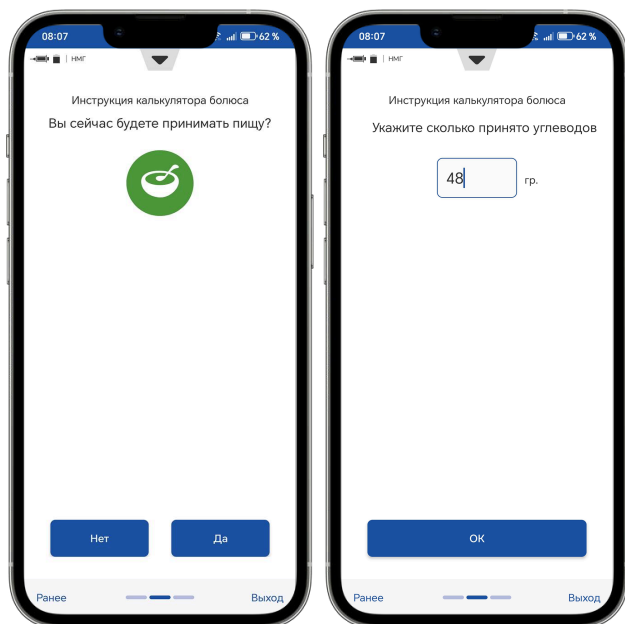 08:07
62 %
НМГ
Инструкция калькулятора болюса
Вы сейчас будете принимать пищу?
Нет
Да
Ранее
Выход
08:07
62 %
НМГ
Инструкция калькулятора болюса
Укажите сколько принято углеводов
48
гр.
ОК
Ранее
Выход